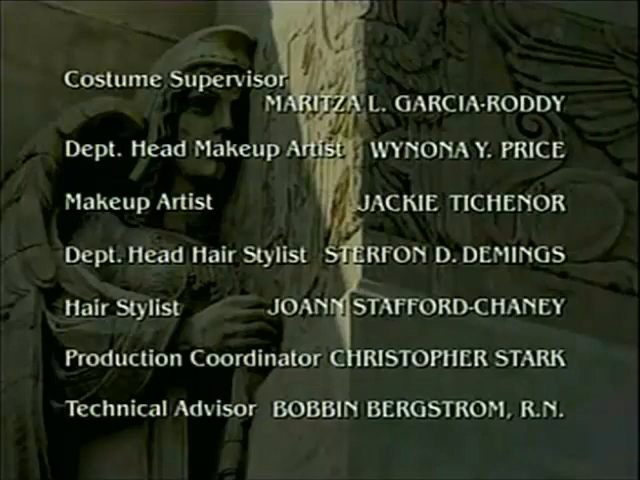 Costume Supervisor
MARITZA L. GARCIA-RODDY
Dept. Head Makeup Artist WYNONA Y. PRICE
Makeup Artist JACKIE TICHENOR
Dept. Head Hair Stylist STERFON D. DEMINGS
Hair Stylist JOANN STAFFORD-CHANEY
Production Coordinator CHRISTOPHER STARK
Technical Advisor BOBBIN BERGSTROM, R.N.